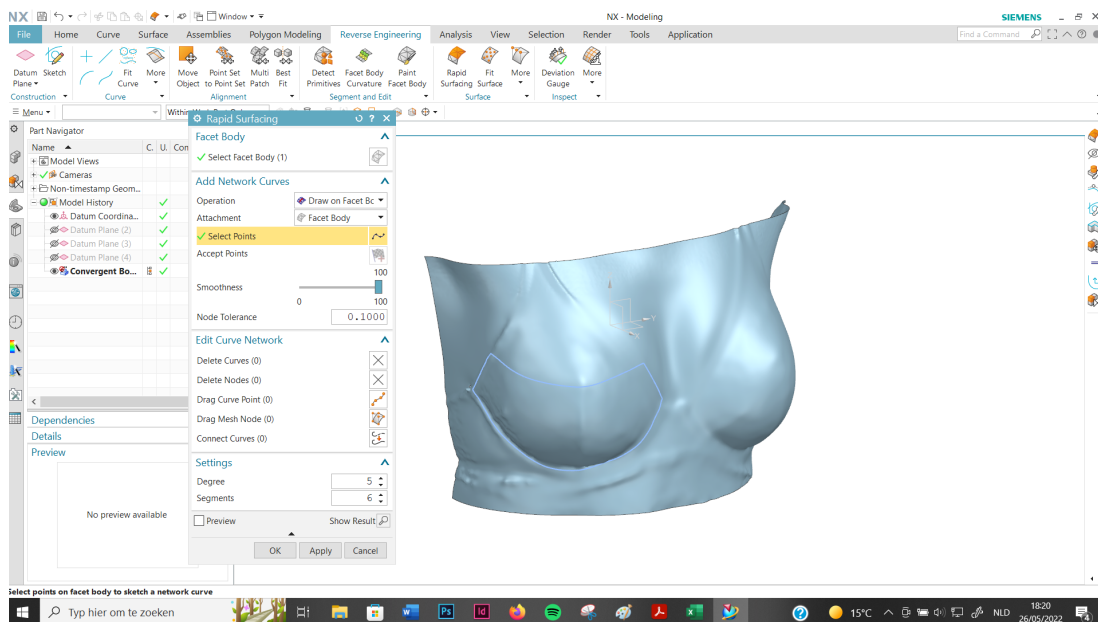 NX Window NX - Modeling SIEMENS
File Home Curve Surface Assemblies Polygon Modeling Reverse Engineering Analysis View Selection Render Tools Application Find a Command
Datum Plane Sketch Fit Curve More Move Object Point Set to Point Set Multi Patch Best Fit Detect Primitives Facet Body Curvature Paint Facet Body Rapid Surfacing Fit Surface More Deviation Gauge More
Construction Curve Alignment Segment and Edit Surface Inspect
Menu
Part Navigator
Name C. U.
Model Views
Cameras
Non-timestamp Geom...
Model History
Datum Coordina...
Datum Plane (2)
Datum Plane (3)
Datum Plane (4)
Convergent Bo...
Dependencies
Details
Preview
No preview available
Rapid Surfacing
Facet Body
Select Facet Body (1)
Add Network Curves
Operation Draw on Facet Bc
Attachment Facet Body
Select Points
Accept Points
100
Smoothness
0 100
Node Tolerance 0.1000
Edit Curve Network
Delete Curves (0)
Delete Nodes (0)
Drag Curve Point (0)
Drag Mesh Node (0)
Connect Curves (0)
Settings
Degree 5
Segments 6
Preview Show Result
OK Apply Cancel
Y
Select points on facet body to sketch a network curve
Typ hier om te zoeken 15°C NLD 18:20
26/05/2022